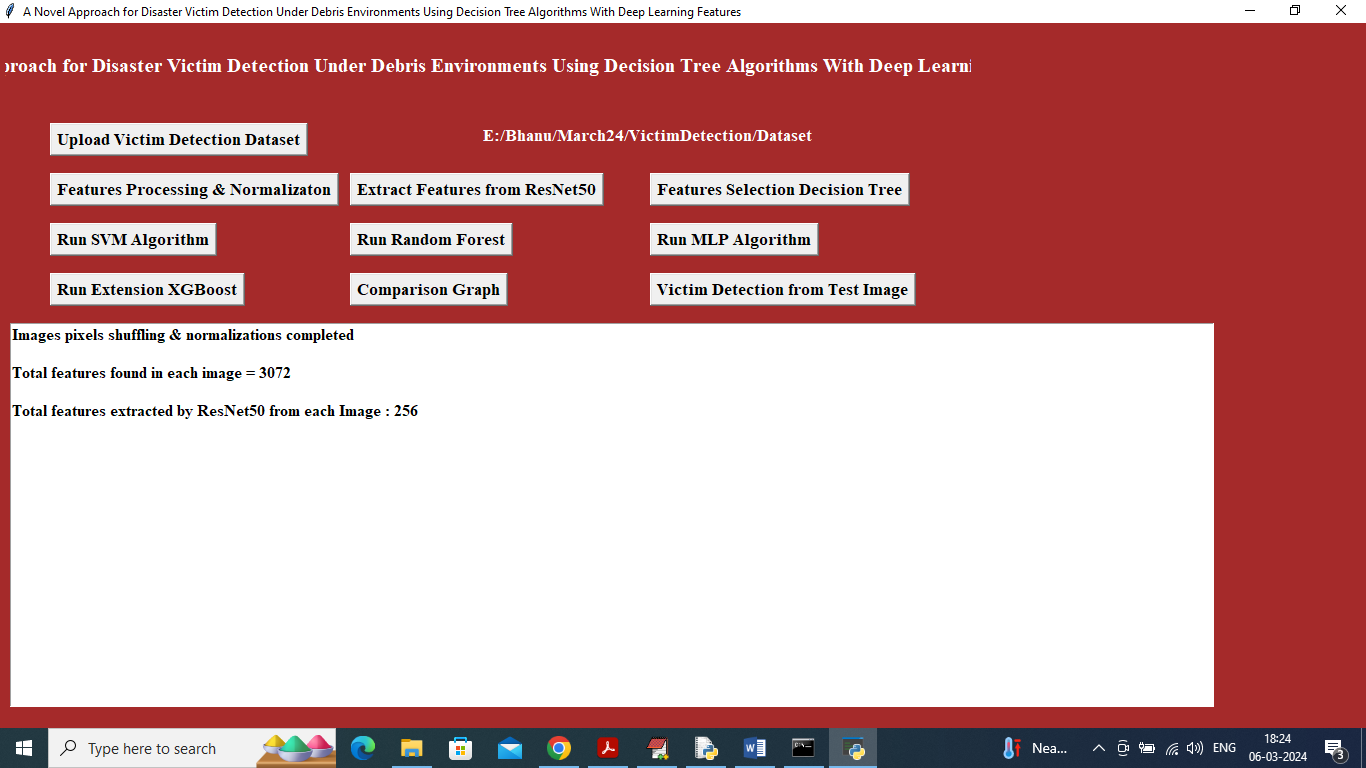 A Novel Approach for Disaster Victim Detection Under Debris Environments Using Decision Tree Algorithms With Deep Learning Features
proach for Disaster Victim Detection Under Debris Environments Using Decision Tree Algorithms With Deep Learni
Upload Victim Detection Dataset
E:/Bhanu/March24/VictimDetection/Dataset
Features Processing & Normalizaton
Extract Features from ResNet50
Features Selection Decision Tree
Run SVM Algorithm
Run Random Forest
Run MLP Algorithm
Run Extension XGBoost
Comparison Graph
Victim Detection from Test Image
Images pixels shuffling & normalizations completed
Total features found in each image = 3072
Total features extracted by ResNet50 from each Image : 256
Type here to search
Nea...
ENG
18:24
06-03-2024
3